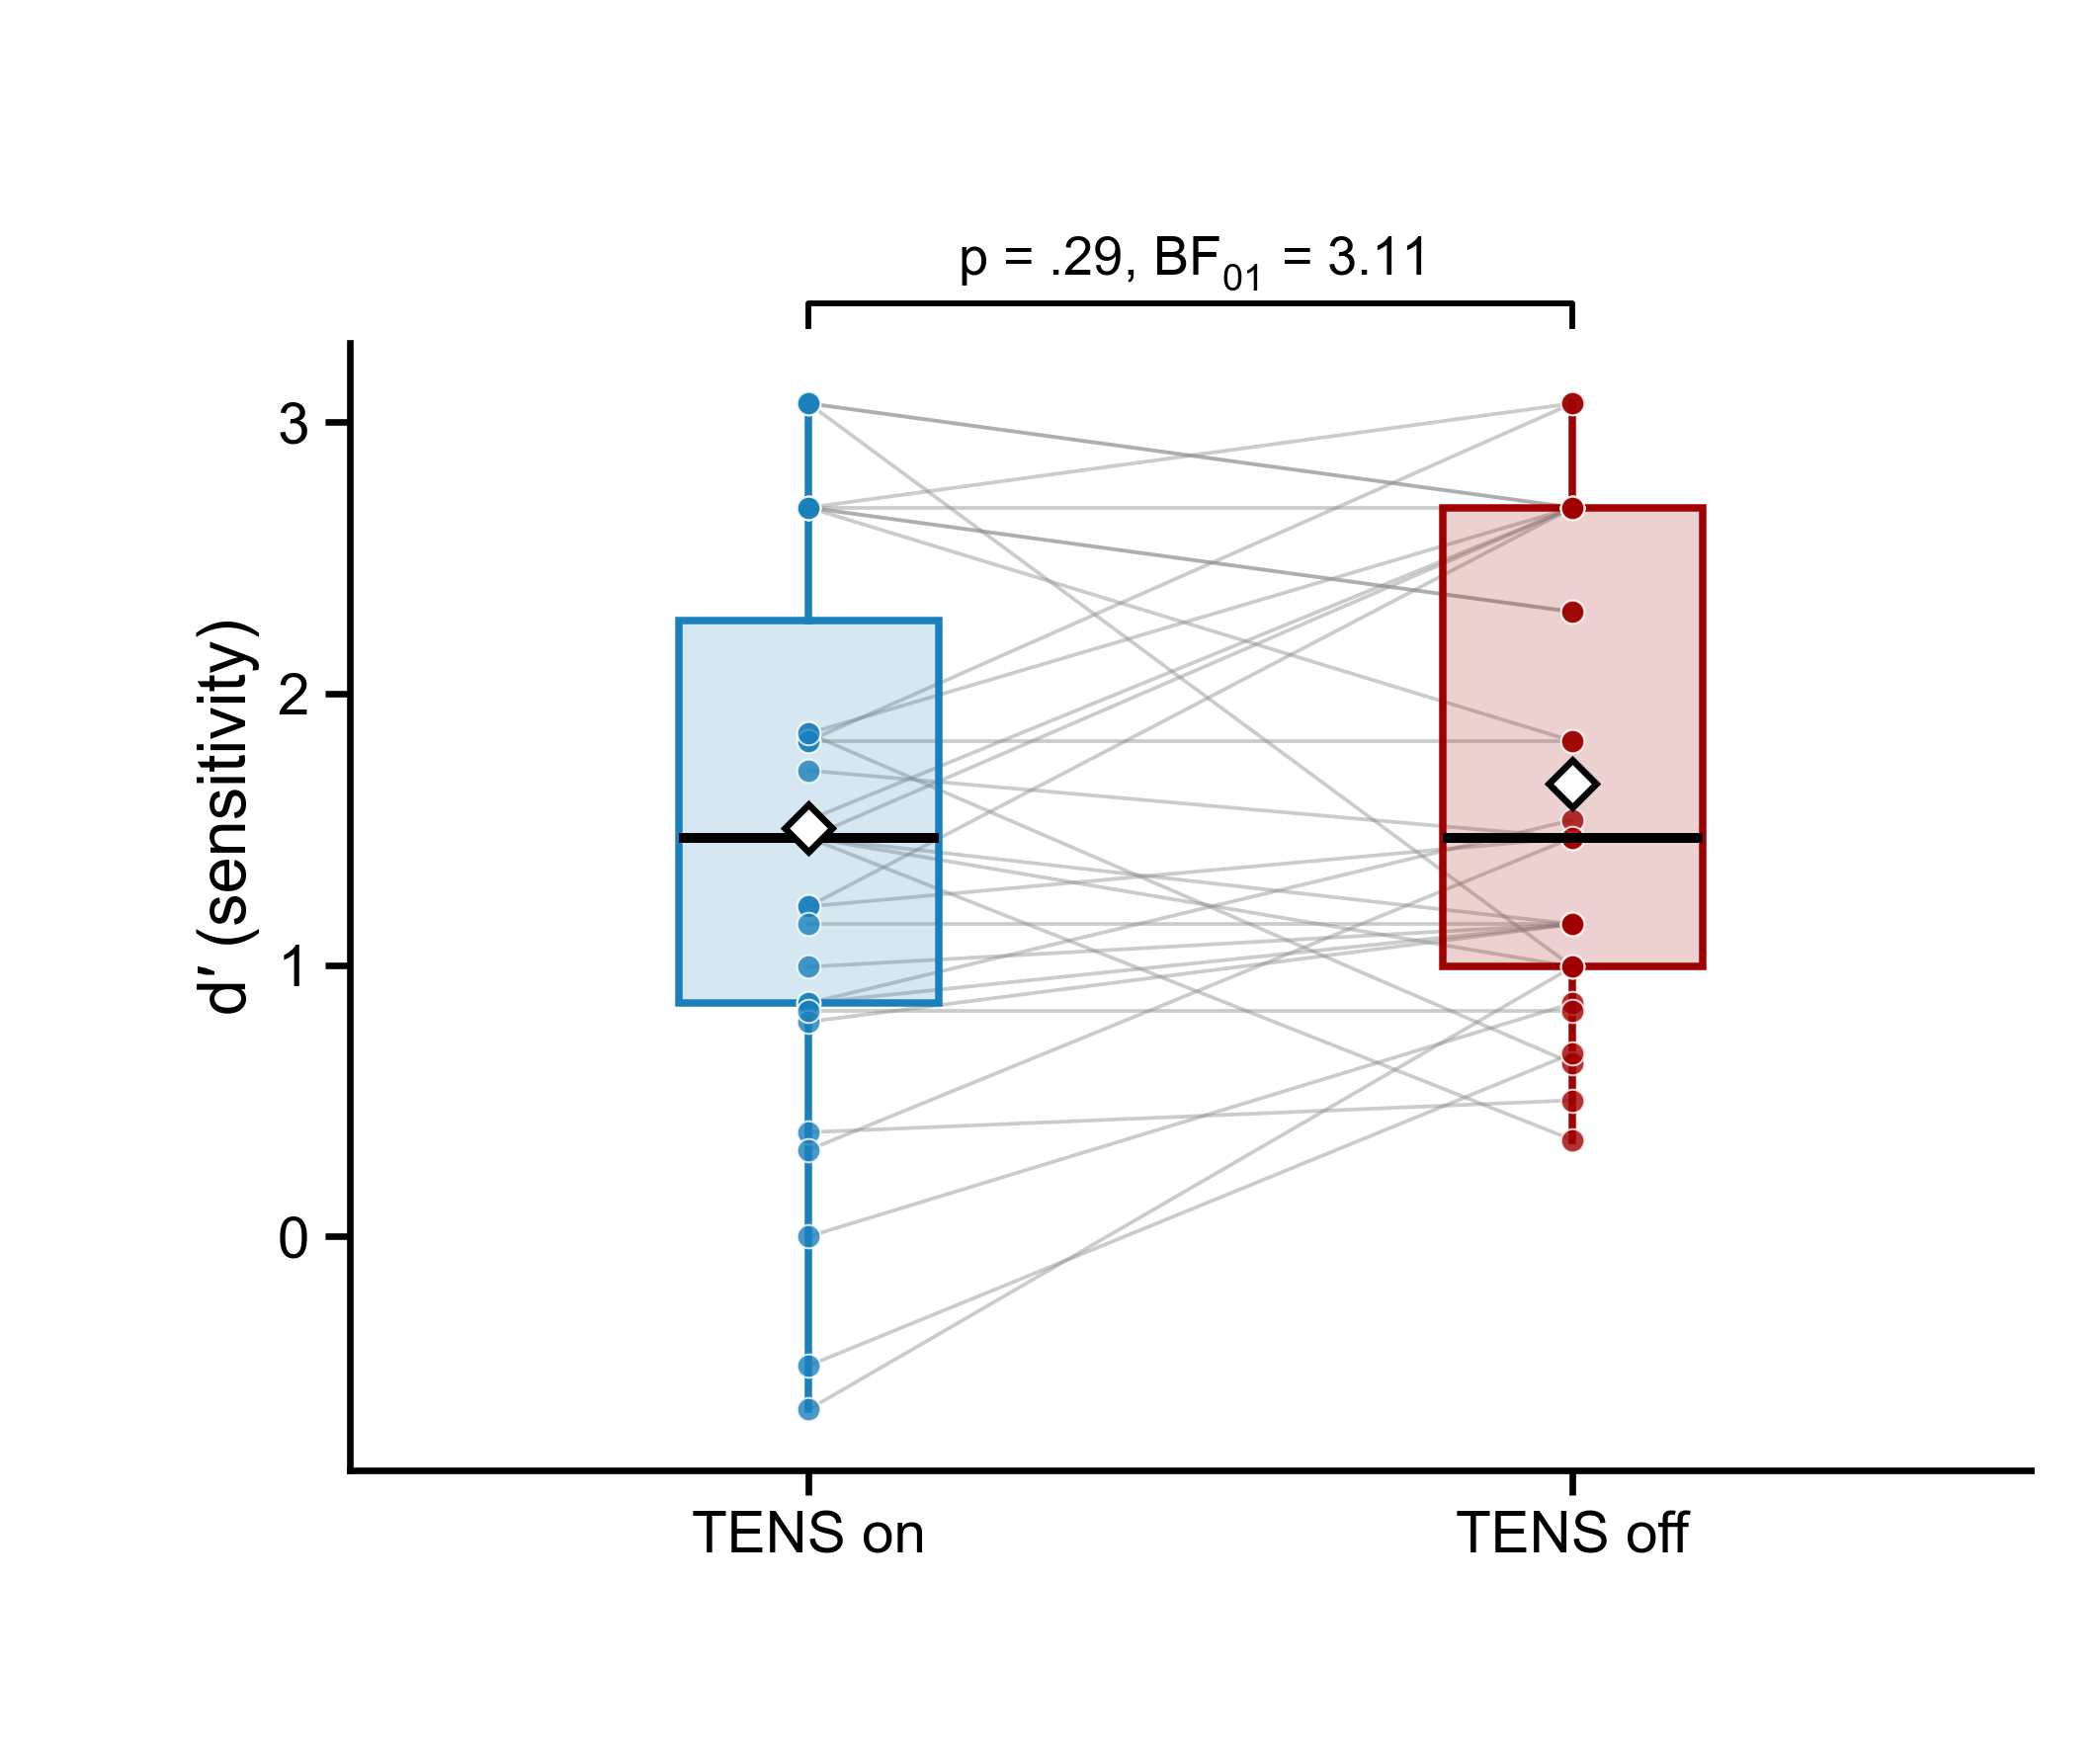 p = .29, BF₀₁ = 3.11
d′ (sensitivity)
3
2
1
0
TENS on
TENS off